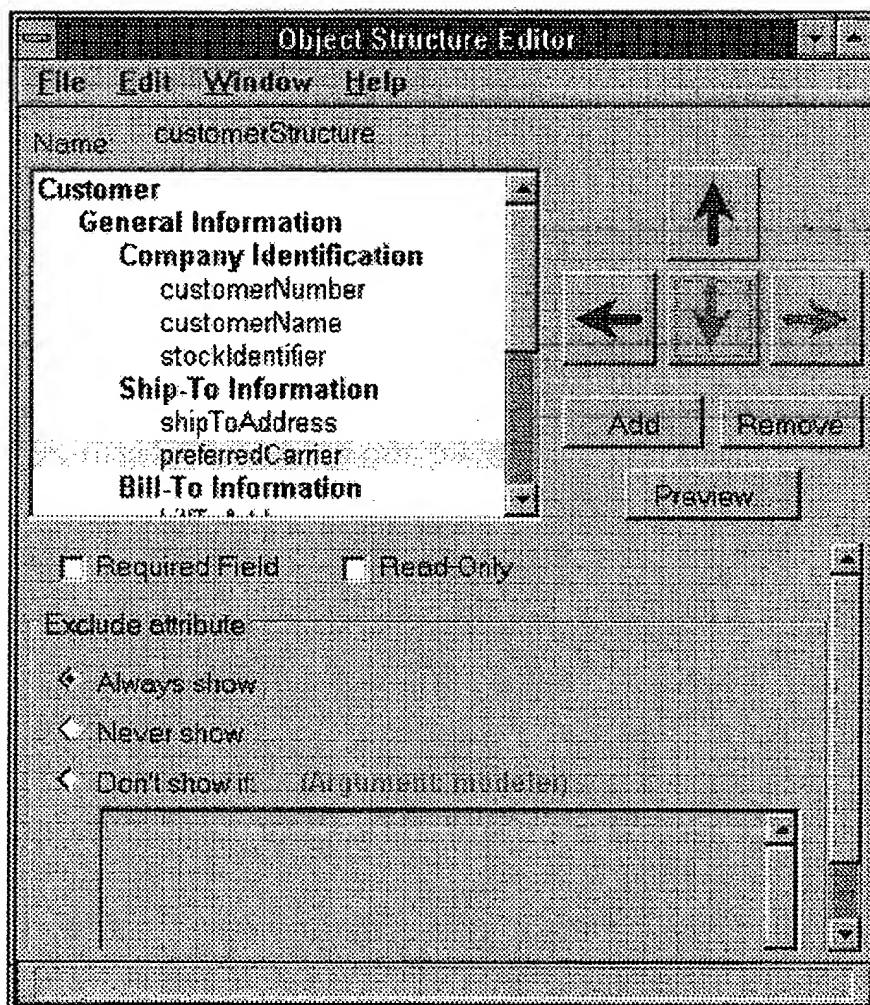 Object Structure Editor
File Edit Window Help
Name: customerStructure
Customer
General Information
Company Identification
customerNumber
customerName
stockIdentifier
Ship-To Information
shipToAddress
preferredCarrier
Bill-To Information
Add Remove
Preview...
Required Field Read-Only
Exclude attribute
Always show
Never show
Don't show if: (Argument: modeler)